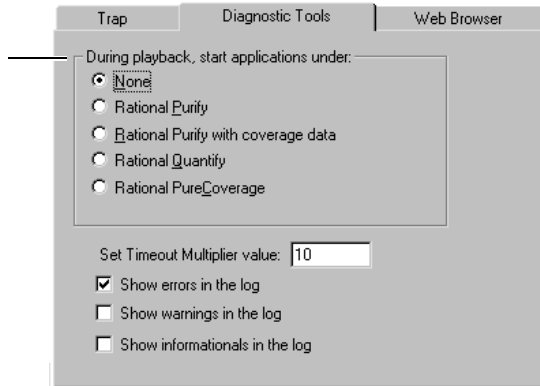 Trap Diagnostic Tools Web Browser
During playback, start applications under:
None
Rational Purify
Rational Purify with coverage data
Rational Quantify
Rational PureCoverage
Set Timeout Multiplier value: 10
Show errors in the log
Show warnings in the log
Show informationals in the log